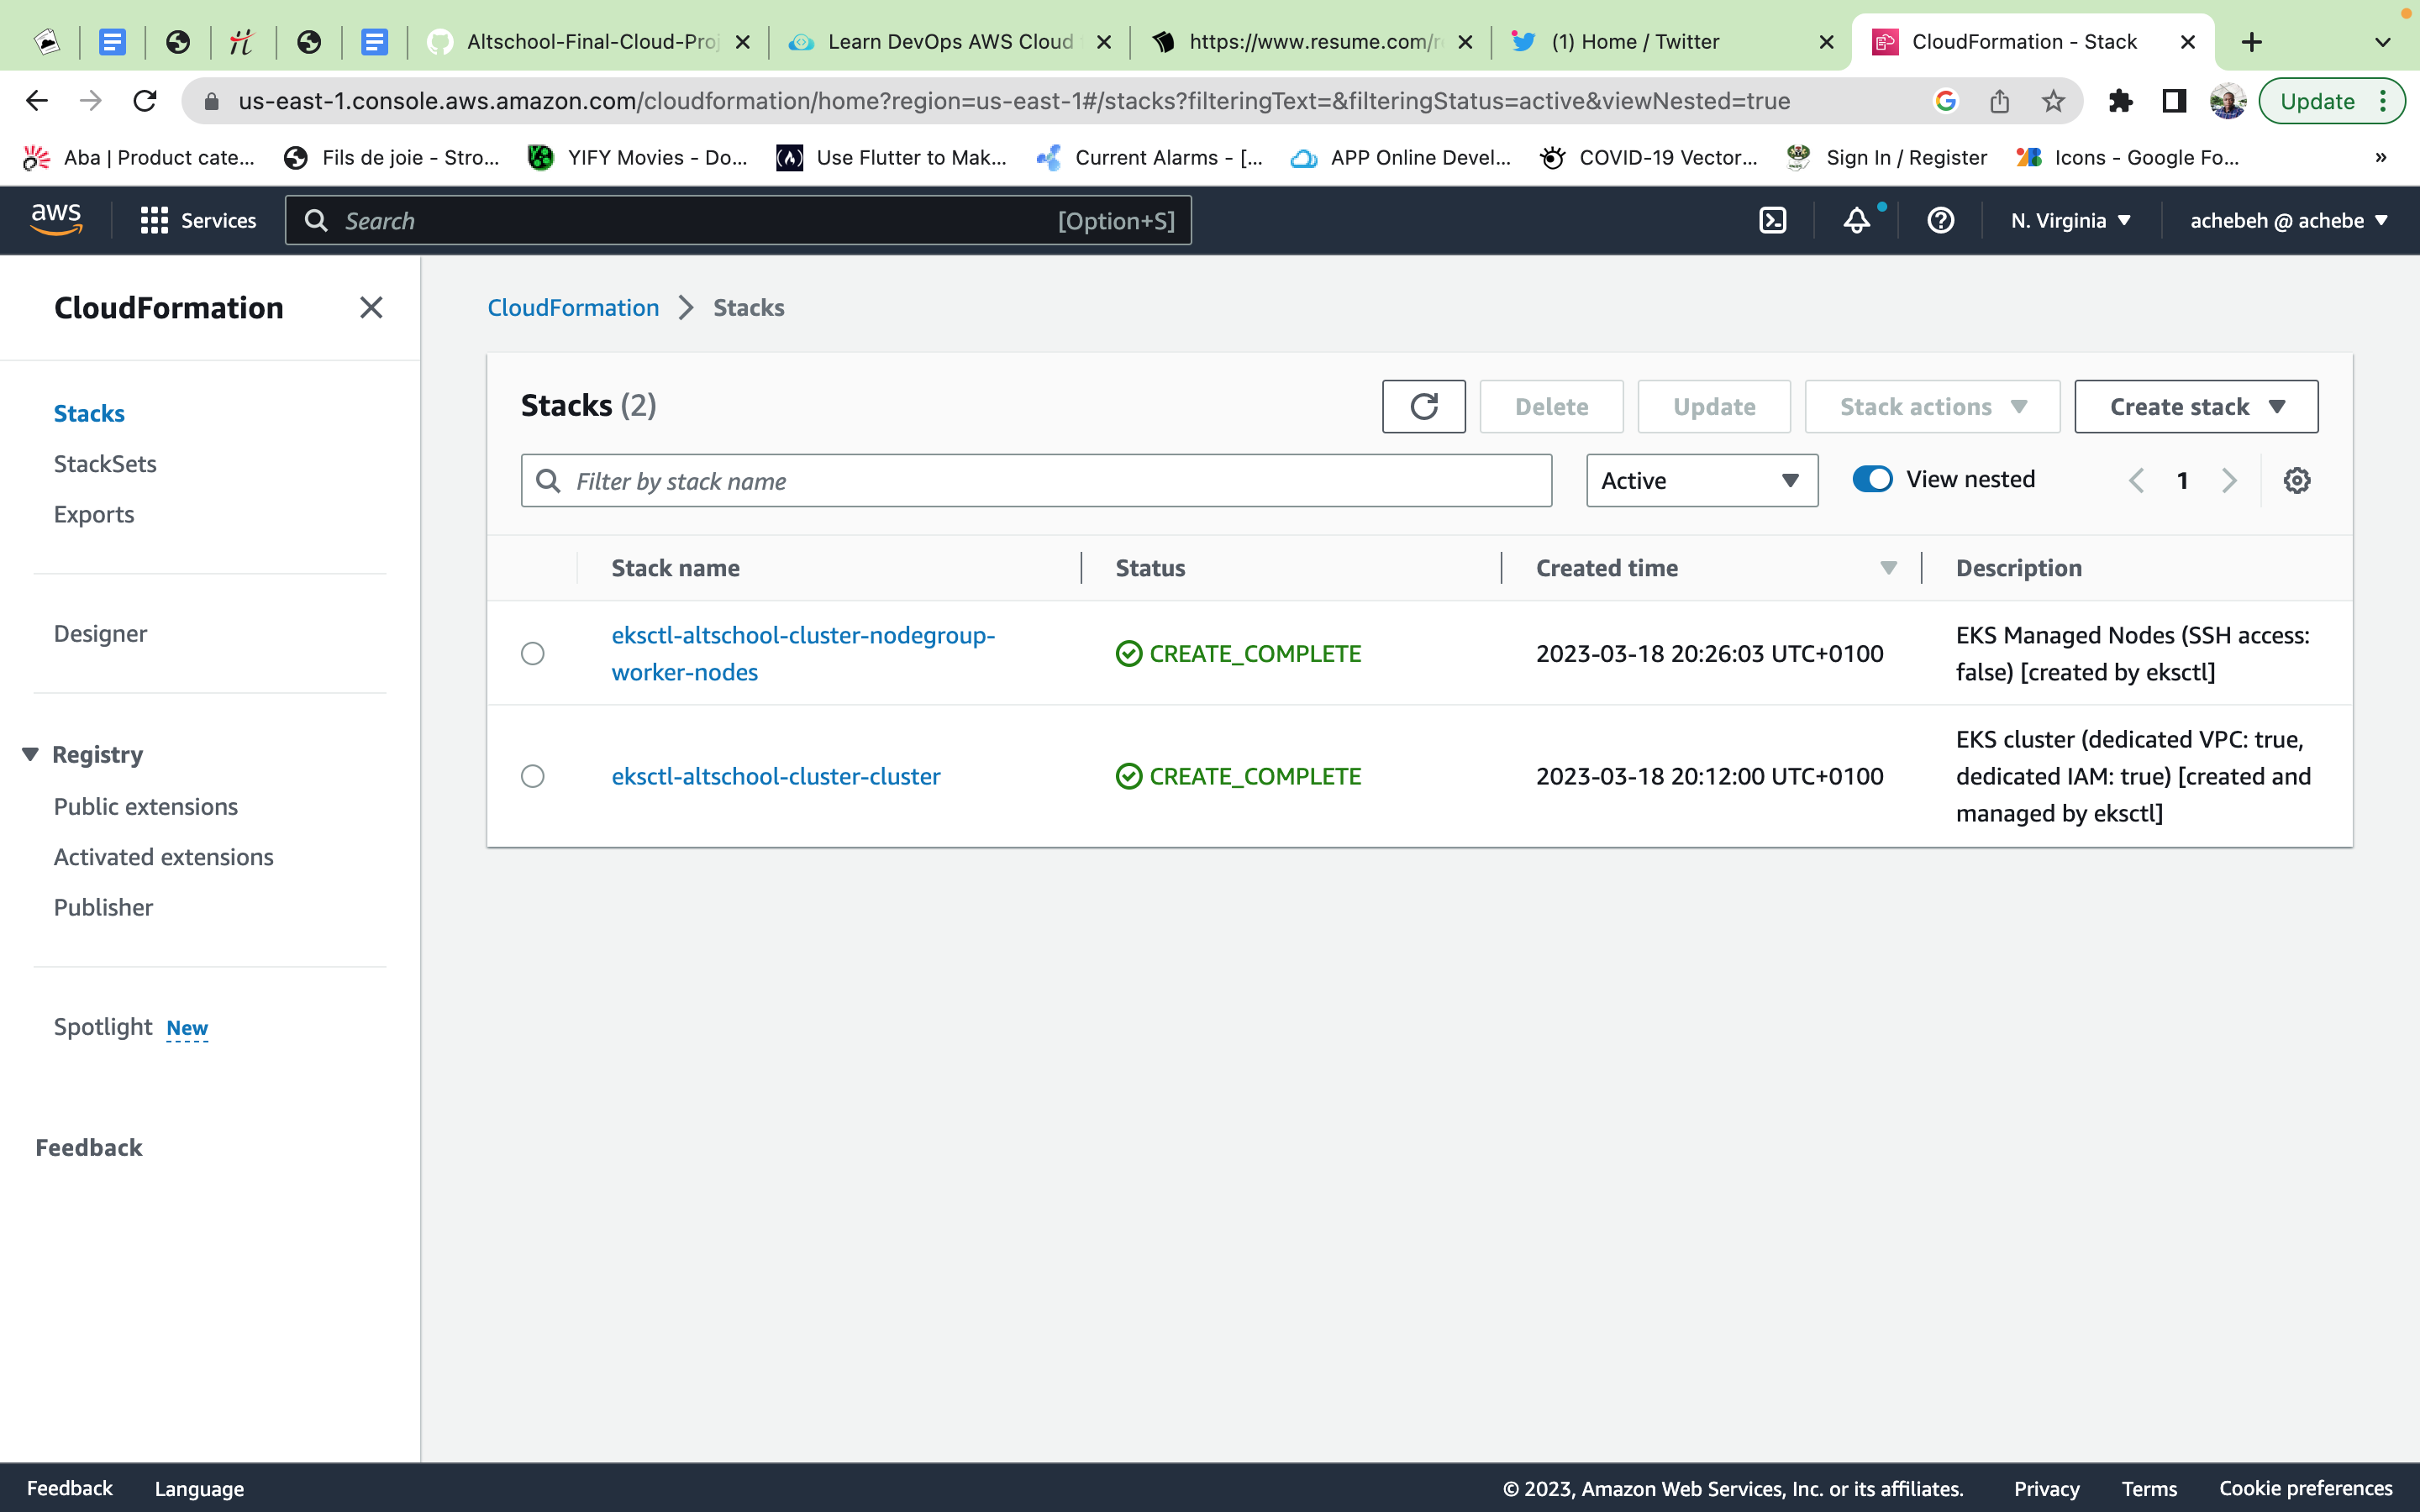 Altschool-Final-Cloud-Proj
Learn DevOps AWS Cloud
https://www.resume.com/r
(1) Home / Twitter
CloudFormation - Stack
us-east-1.console.aws.amazon.com/cloudformation/home?region=us-east-1#/stacks?filteringText=&filteringStatus=active&viewNested=true
Update
Aba | Product cate...
Fils de joie - Stro...
YIFY Movies - Do...
Use Flutter to Mak...
Current Alarms - [...
APP Online Devel...
COVID-19 Vector...
Sign In / Register
Icons - Google Fo...
»
aws
Services
Search
[Option+S]
N. Virginia
achebeh @ achebe
CloudFormation
Stacks
StackSets
Exports
Designer
Registry
Public extensions
Activated extensions
Publisher
Spotlight New
Feedback
CloudFormation > Stacks
Stacks (2)
Delete
Update
Stack actions
Create stack
Filter by stack name
Active
View nested
1
Stack name
Status
Created time
Description
eksctl-altschool-cluster-nodegroup-
worker-nodes
CREATE_COMPLETE
2023-03-18 20:26:03 UTC+0100
EKS Managed Nodes (SSH access:
false) [created by eksctl]
eksctl-altschool-cluster-cluster
CREATE_COMPLETE
2023-03-18 20:12:00 UTC+0100
EKS cluster (dedicated VPC: true,
dedicated IAM: true) [created and
managed by eksctl]
Feedback
Language
© 2023, Amazon Web Services, Inc. or its affiliates.
Privacy
Terms
Cookie preferences